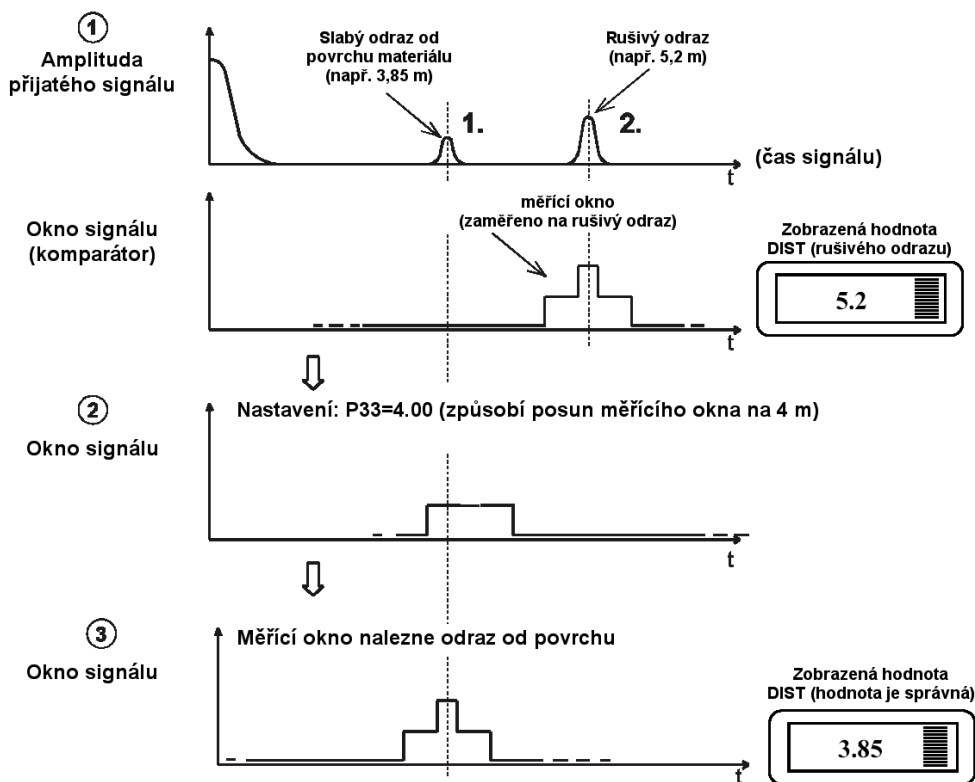 1
Amplituda
přijatého signálu
Slabý odraz od
povrchu materiálu
(např. 3,85 m)
Rušivý odraz
(např. 5,2 m)
1.
2.
(čas signálu)
t
Okno signálu
(komparátor)
měřící okno
(zaměřeno na rušivý odraz)
Zobrazená hodnota
DIST (rušivého odrazu)
5.2
t
2
Okno signálu
Nastavení: P33=4.00 (způsobí posun měřícího okna na 4 m)
t
3
Okno signálu
Měřící okno nalezne odraz od povrchu
Zobrazená hodnota
DIST (hodnota je správná)
3.85
t